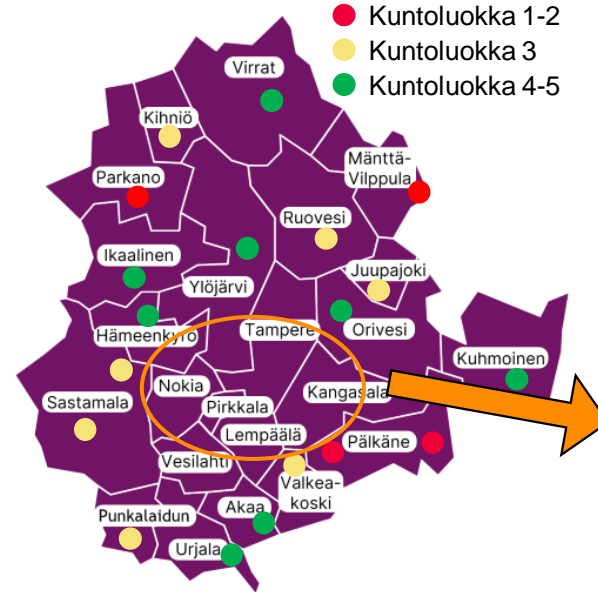 Kuntoluokka 1-2
Kuntoluokka 3
Kuntoluokka 4-5
Virrat
Kihniö
Mänttä-
Vilppula
Parkano
Ruovesi
Ikaalinen
Juupajoki
Ylöjärvi
Hämeenkyrö
Tampere
Orivesi
Kuhmoinen
Nokia
Kangasala
Sastamala
Pirkkala
Lempäälä
Pälkäne
Vesilahti
Valkea-
koski
Akaa
Punkalaidun
Urjala